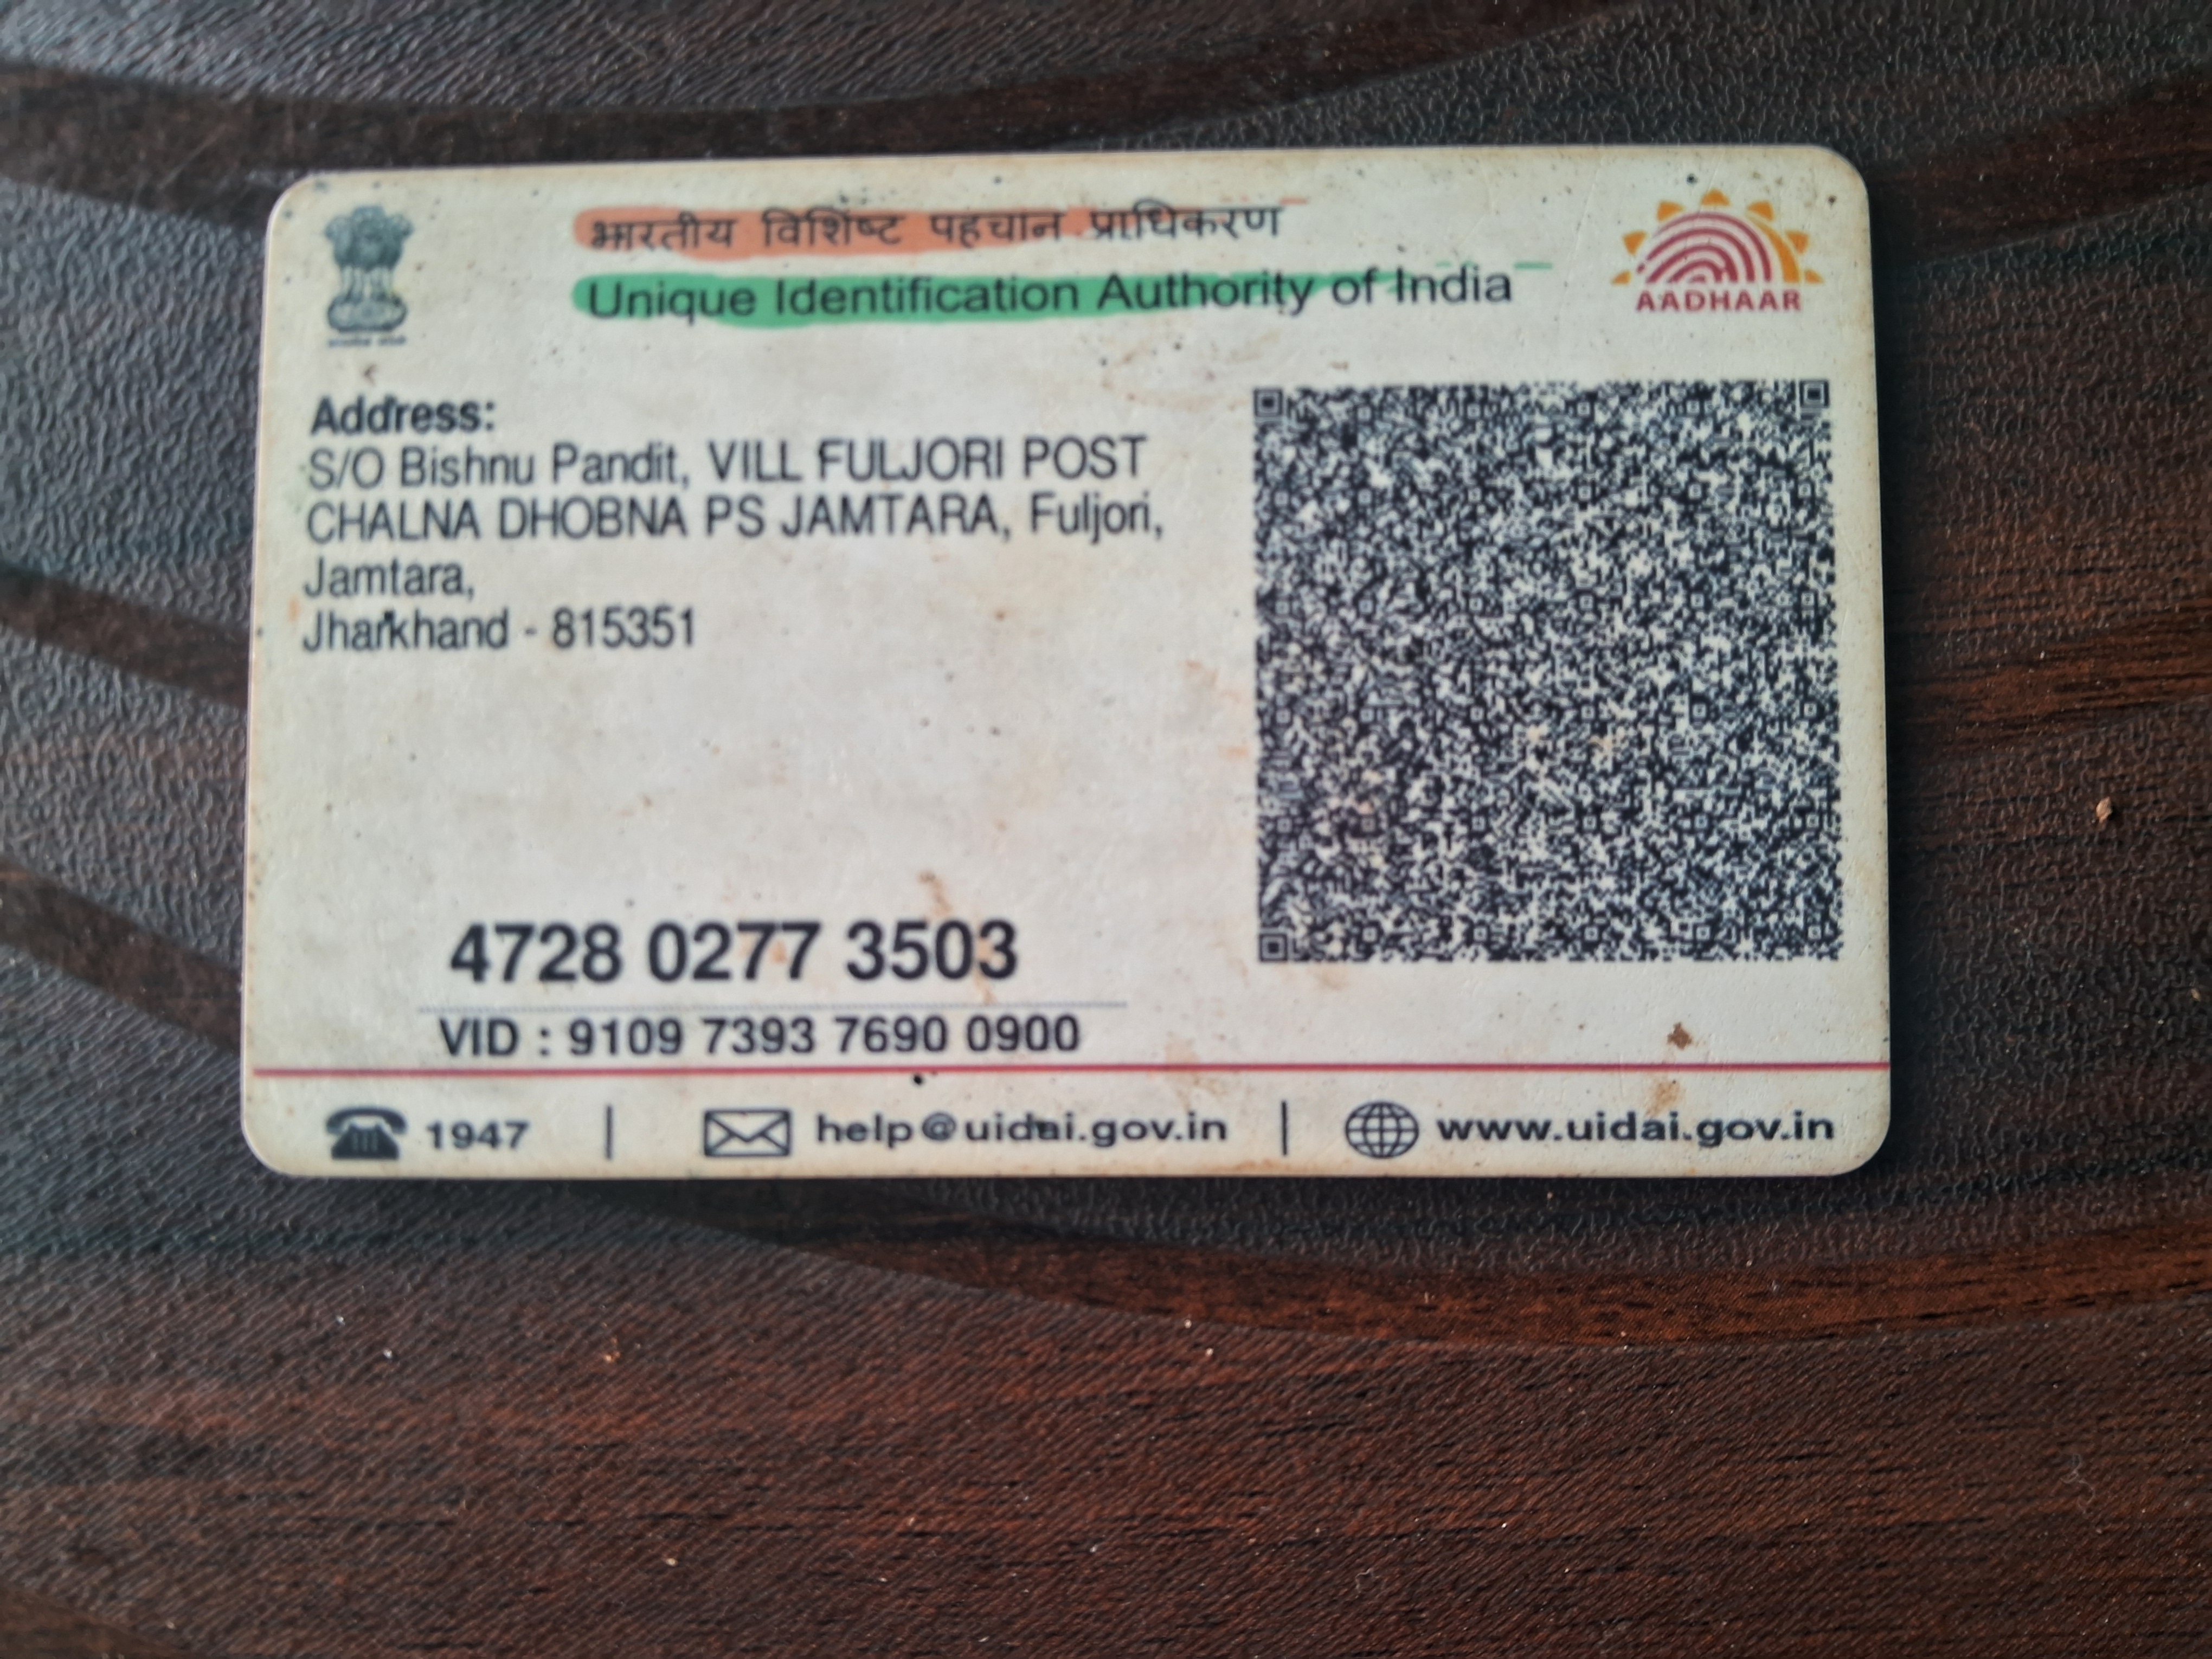 भारतीय विशिष्ट पहचान प्राधिकरण
Unique Identification Authority of India
AADHAAR
Address:
S/O Bishnu Pandit, VILL FULJORI POST
CHALNA DHOBNA PS JAMTARA, Fuljori,
Jamtara,
Jharkhand - 815351
4728 0277 3503
VID : 9109 7393 7690 0900
1947 | help@uidai.gov.in | www.uidai.gov.in